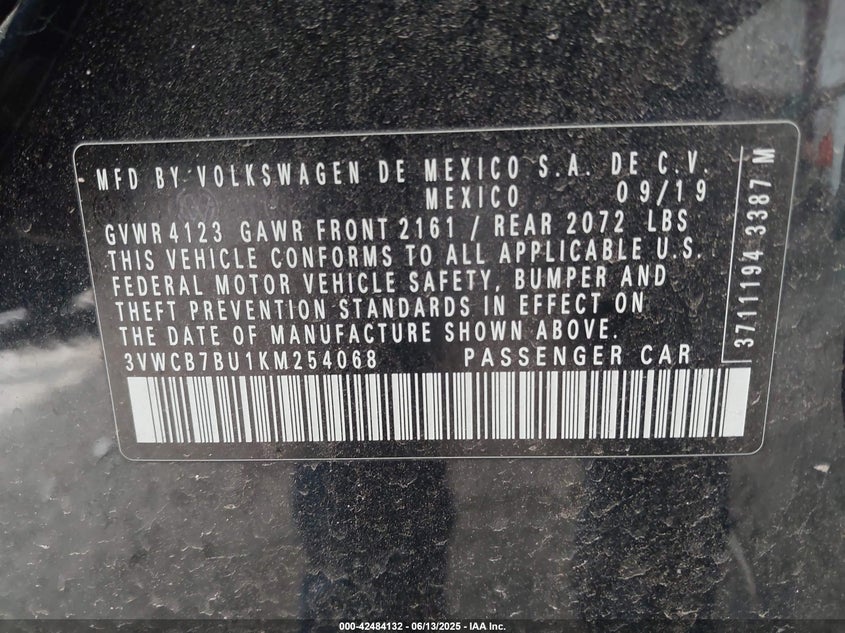 MFD BY VOLKSWAGEN DE MEXICO S.A. DE C.V.
MEXICO 09/19
GVWR 4123 GAWR FRONT 2161 / REAR 2072 LBS
THIS VEHICLE CONFORMS TO ALL APPLICABLE U.S.
FEDERAL MOTOR VEHICLE SAFETY, BUMPER AND
THEFT PREVENTION STANDARDS IN EFFECT ON
THE DATE OF MANUFACTURE SHOWN ABOVE.
3VWCB7BU1KM254068 PASSENGER CAR
3711194 3387 M
000-42484132 - 06/13/2025 - IAA Inc.